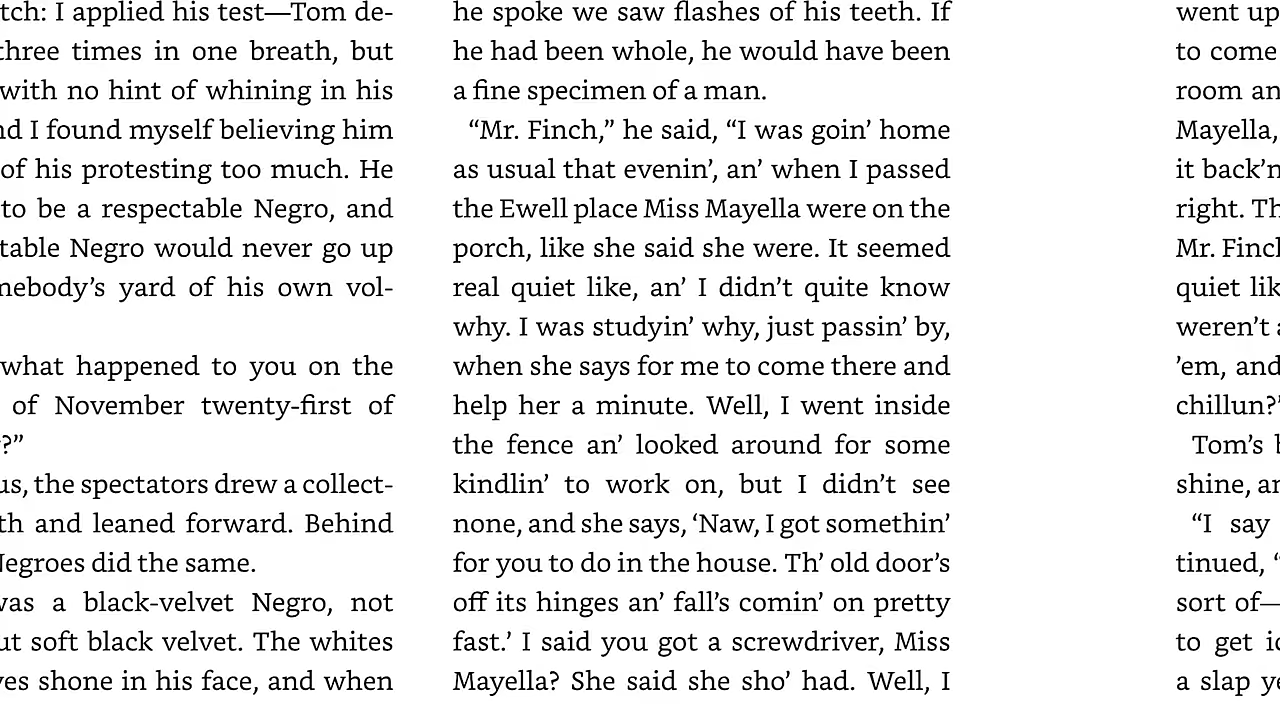 tch: I applied his test—Tom de-
three times in one breath, but
with no hint of whining in his
nd I found myself believing him
of his protesting too much. He
to be a respectable Negro, and
table Negro would never go up
mebody’s yard of his own vol-
what happened to you on the
of November twenty-first of
?”
us, the spectators drew a collect-
th and leaned forward. Behind
Negroes did the same.
was a black-velvet Negro, not
ut soft black velvet. The whites
yes shone in his face, and when
he spoke we saw flashes of his teeth. If
he had been whole, he would have been
a fine specimen of a man.
“Mr. Finch,” he said, “I was goin’ home
as usual that evenin’, an’ when I passed
the Ewell place Miss Mayella were on the
porch, like she said she were. It seemed
real quiet like, an’ I didn’t quite know
why. I was studyin’ why, just passin’ by,
when she says for me to come there and
help her a minute. Well, I went inside
the fence an’ looked around for some
kindlin’ to work on, but I didn’t see
none, and she says, ‘Naw, I got somethin’
for you to do in the house. Th’ old door’s
off its hinges an’ fall’s comin’ on pretty
fast.’ I said you got a screwdriver, Miss
Mayella? She said she sho’ had. Well, I
went up
to come
room an
Mayella,
it back’n
right. Th
Mr. Finch
quiet lik
weren’t a
’em, and
chillun?’
Tom’s b
shine, an
“I say
tinued, “
sort of—
to get ic
a slap ye